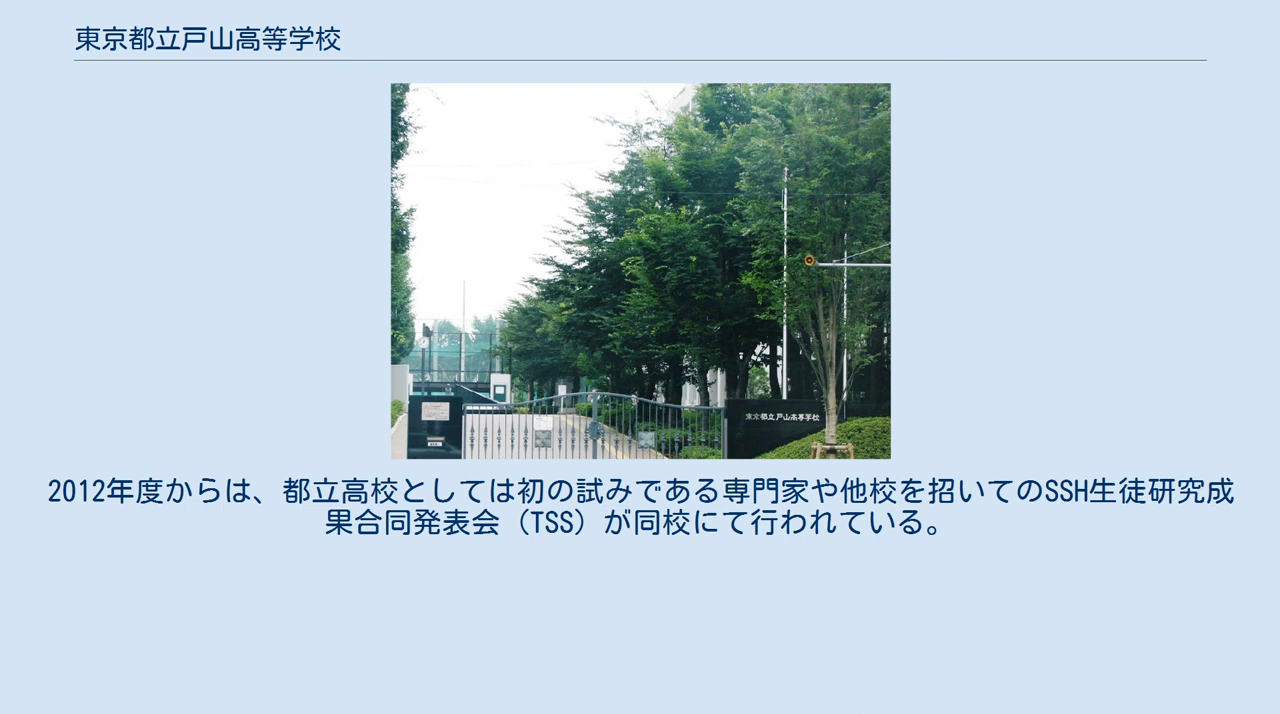 東京都立戸山高等学校
東京都立戸山高等学校
2012年度からは、都立高校としては初の試みである専門家や他校を招いてのSSH生徒研究成
果合同発表会（TSS）が同校にて行われている。